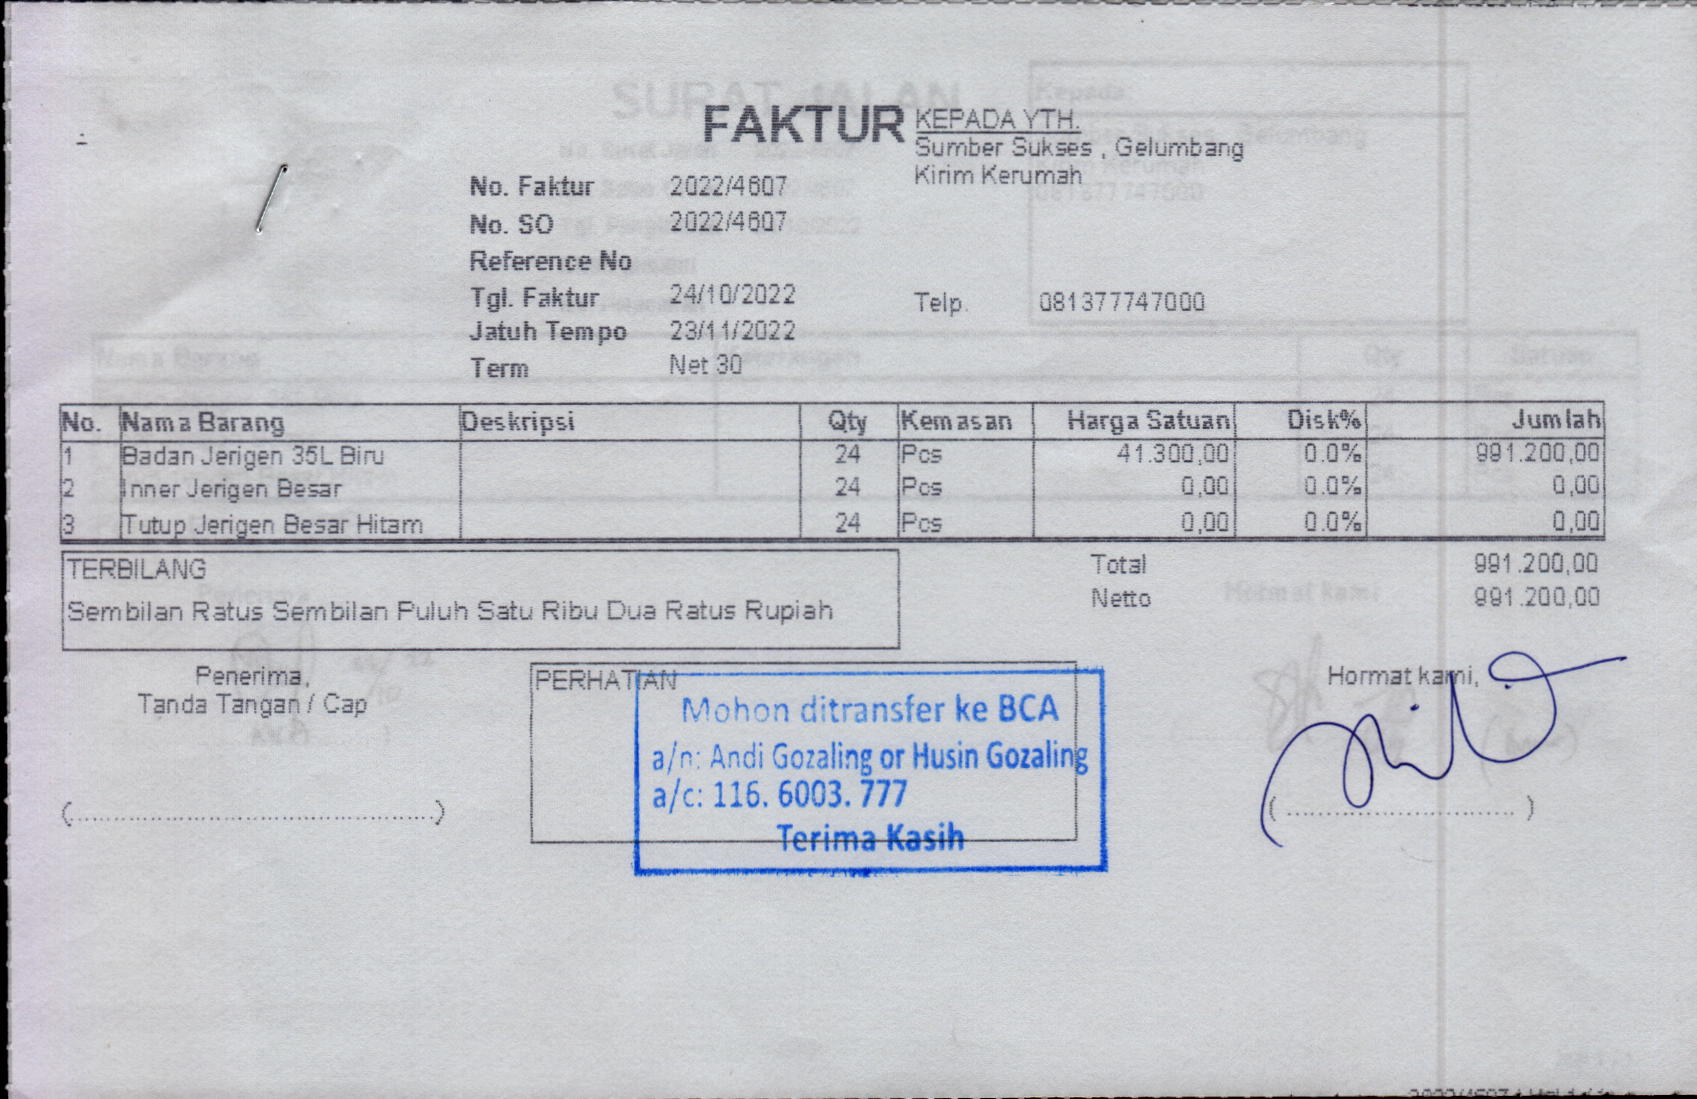 FAKTUR
KEPADA YTH.
Sumber Sukses , Gelumbang
Kirim Kerumah
No. Faktur 2022/4607
No. SO 2022/4607
Reference No
Tgl. Faktur 24/10/2022
Telp. 081377747000
Jatuh Tempo 23/11/2022
Term Net 30
No. Nama Barang Deskripsi Qty Kemasan Harga Satuan Disk% Jumlah
1 Badan Jerigen 35L Biru 24 Pcs 41.300,00 0.0% 991.200,00
2 Inner Jerigen Besar 24 Pcs 0,00 0.0% 0,00
3 Tutup Jerigen Besar Hitam 24 Pcs 0,00 0.0% 0,00
TERBILANG
Sembilan Ratus Sembilan Puluh Satu Ribu Dua Ratus Rupiah
Total 991.200,00
Netto 991.200,00
Penerima,
Tanda Tangan / Cap
PERHATIAN
Mohon ditransfer ke BCA
a/n: Andi Gozaling or Husin Gozaling
a/c: 116. 6003. 777
Terima Kasih
Hormat kami,